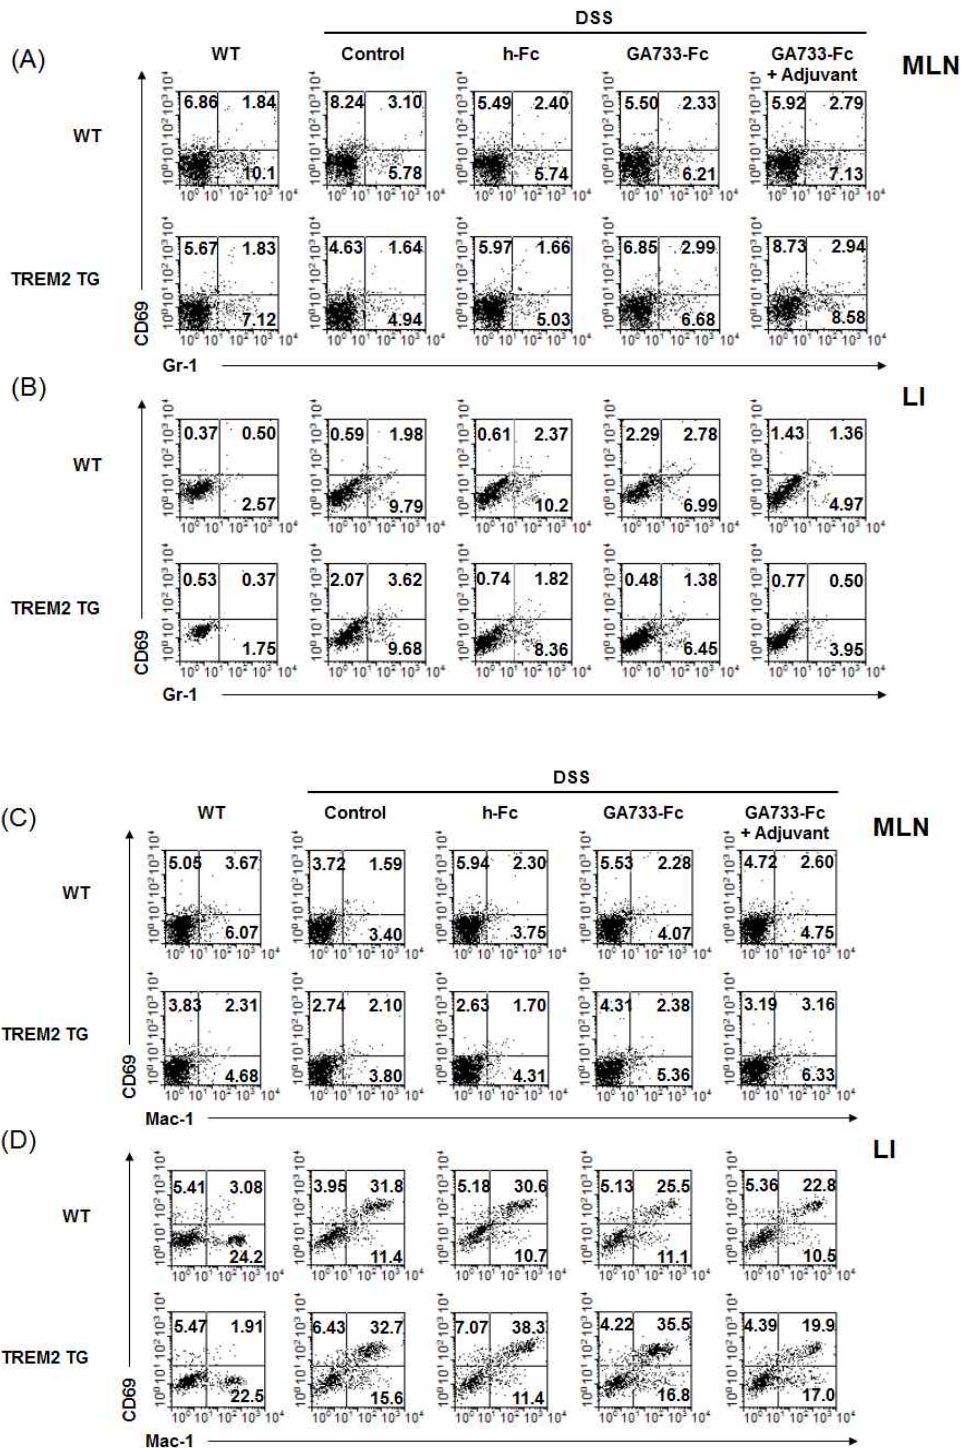 DSS
(A) WT Control h-Fc GA733-Fc GA733-Fc + Adjuvant MLN
WT
6.86 1.84 8.24 3.10 5.49 2.40 5.50 2.33 5.92 2.79
10.1 5.78 5.74 6.21 7.13
TREM2 TG
5.67 1.83 4.63 1.64 5.97 1.66 6.85 2.99 8.73 2.94
7.12 4.94 5.03 6.68 8.58
CD69
Gr-1
(B) LI
WT
0.37 0.50 0.59 1.98 0.61 2.37 2.29 2.78 1.43 1.36
2.57 9.79 10.2 6.99 4.97
TREM2 TG
0.53 0.37 2.07 3.62 0.74 1.82 0.48 1.38 0.77 0.50
1.75 9.68 8.36 6.45 3.95
CD69
Gr-1
DSS
(C) WT Control h-Fc GA733-Fc GA733-Fc + Adjuvant MLN
WT
5.05 3.67 3.72 1.59 5.94 2.30 5.53 2.28 4.72 2.60
6.07 3.40 3.75 4.07 4.75
TREM2 TG
3.83 2.31 2.74 2.10 2.63 1.70 4.31 2.38 3.19 3.16
4.68 3.80 4.31 5.36 6.33
CD69
Mac-1
(D) LI
WT
5.41 3.08 3.95 31.8 5.18 30.6 5.13 25.5 5.36 22.8
24.2 11.4 10.7 11.1 10.5
TREM2 TG
5.47 1.91 6.43 32.7 7.07 38.3 4.22 35.5 4.39 19.9
22.5 15.6 11.4 16.8 17.0
CD69
Mac-1